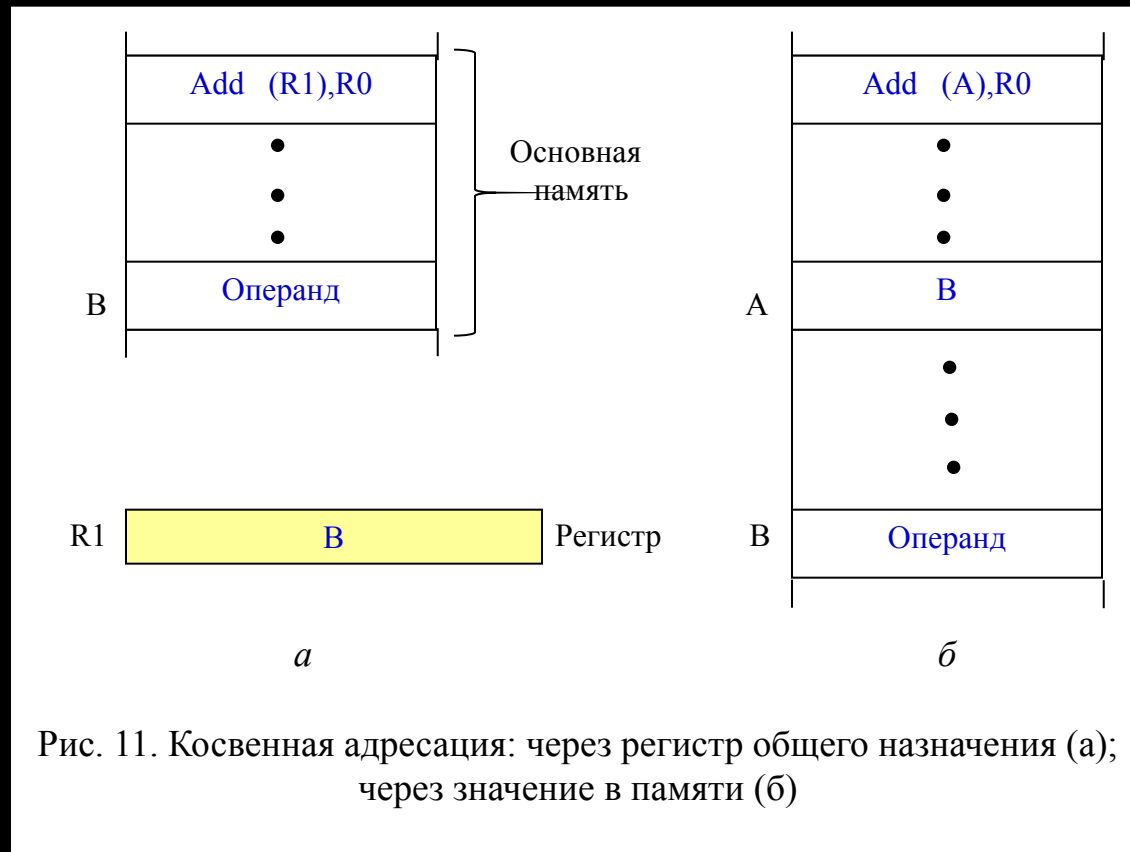 Add (R1),R0
Основная
память
B
Операнд
R1
B
Регистр
а
Add (A),R0
A
B
B
Операнд
б
Рис. 11. Косвенная адресация: через регистр общего назначения (а);
через значение в памяти (б)